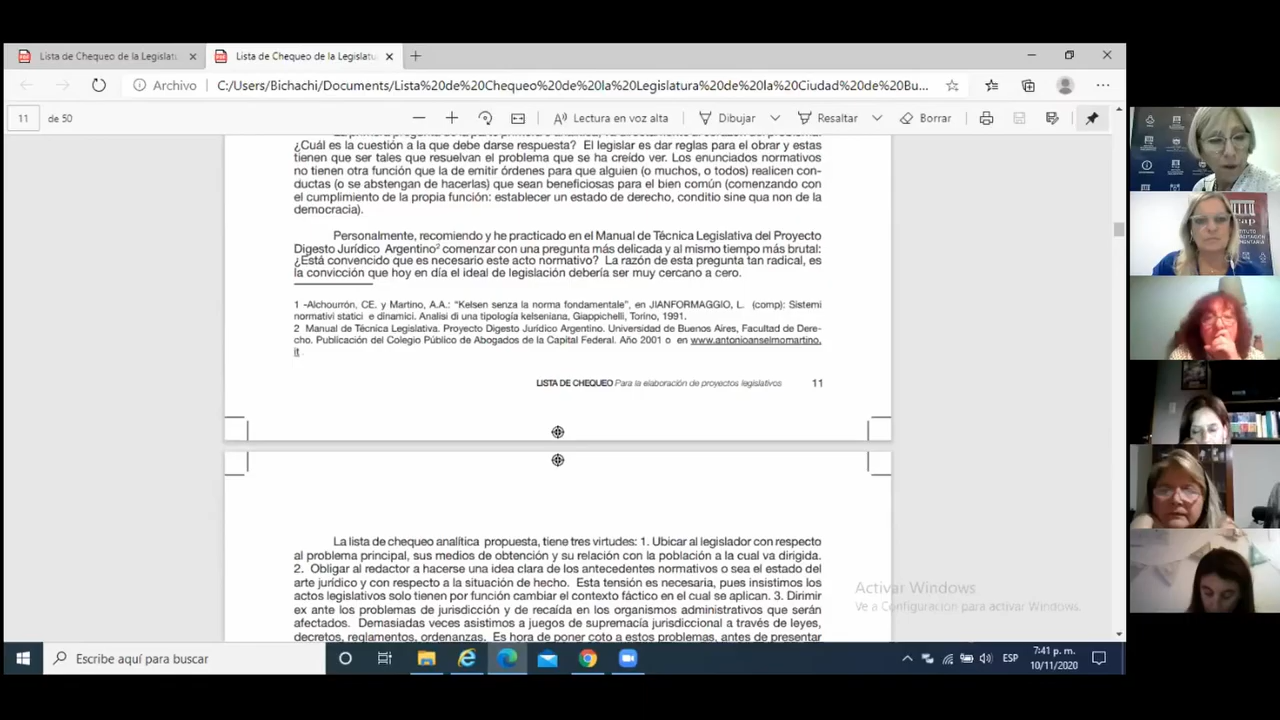 Lista de Chequeo de la Legislatu
Lista de Chequeo de la Legislatu
Archivo
C:/Users/Bichachi/Documents/Lista%20de%20Chequeo%20de%20la%20Legislatura%20de%20la%20Ciudad%20de%20Bu...
11 de 50
Lectura en voz alta
Dibujar
Resaltar
Borrar
¿Cuál es la cuestión a la que debe darse respuesta? El legislar es dar reglas para el obrar y estas
tienen que ser tales que resuelvan el problema que se ha creído ver. Los enunciados normativos
no tienen otra función que la de emitir órdenes para que alguien (o muchos, o todos) realicen con-
ductas (o se abstengan de hacerlas) que sean beneficiosas para el bien común (comenzando con
el cumplimiento de la propia función: establecer un estado de derecho, conditio sine qua non de la
democracia).
Personalmente, recomiendo y he practicado en el Manual de Técnica Legislativa del Proyecto
Digesto Jurídico Argentino2 comenzar con una pregunta más delicada y al mismo tiempo más brutal:
¿Está convencido que es necesario este acto normativo? La razón de esta pregunta tan radical, es
la convicción que hoy en día el ideal de legislación debería ser muy cercano a cero.
1 -Alchourrón, CE. y Martino, A.A.: "Kelsen senza la norma fondamentale", en JIANFORMAGGIO, L. (comp): Sistemi
normativi statici e dinamici. Analisi di una tipología kelseniana, Giappichelli, Torino, 1991.
2 Manual de Técnica Legislativa. Proyecto Digesto Jurídico Argentino. Universidad de Buenos Aires, Facultad de Dere-
cho. Publicación del Colegio Público de Abogados de la Capital Federal. Año 2001 o en www.antonioanselmomartino.
it .
LISTA DE CHEQUEO Para la elaboración de proyectos legislativos 11
La lista de chequeo analítica propuesta, tiene tres virtudes: 1. Ubicar al legislador con respecto
al problema principal, sus medios de obtención y su relación con la población a la cual va dirigida.
2. Obligar al redactor a hacerse una idea clara de los antecedentes normativos o sea el estado del
arte jurídico y con respecto a la situación de hecho. Esta tensión es necesaria, pues insistimos los
actos legislativos solo tienen por función cambiar el contexto fáctico en el cual se aplican. 3. Dirimir
ex ante los problemas de jurisdicción y de recaída en los organismos administrativos que serán
afectados. Demasiadas veces asistimos a juegos de supremacía jurisdiccional a través de leyes,
decretos, reglamentos, ordenanzas. Es hora de poner coto a estos problemas, antes de presentar
Activar Windows
Ve a Configuración para activar Windows.
Escribe aquí para buscar
ESP
7:41 p. m.
10/11/2020